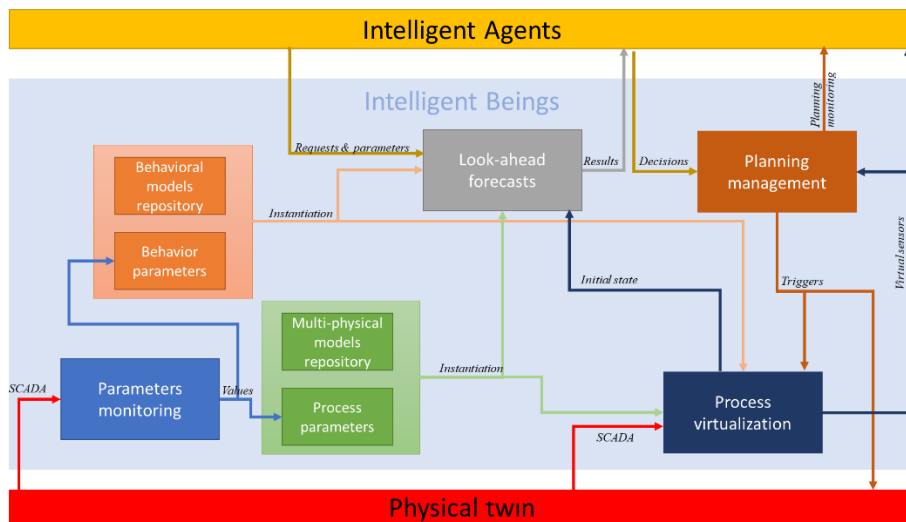 Intelligent Agents
Intelligent Beings
Planning
monitoring
Requests & parameters
Look-ahead
forecasts
Results
Decisions
Planning
management
Behavioral
models
repository
Instantiation
Behavior
parameters
Virtual sensors
Initial state
Triggers
Multi-physical
models
repository
Instantiation
SCADA
Parameters
monitoring
Values
Process
parameters
Process
virtualization
SCADA
Physical twin